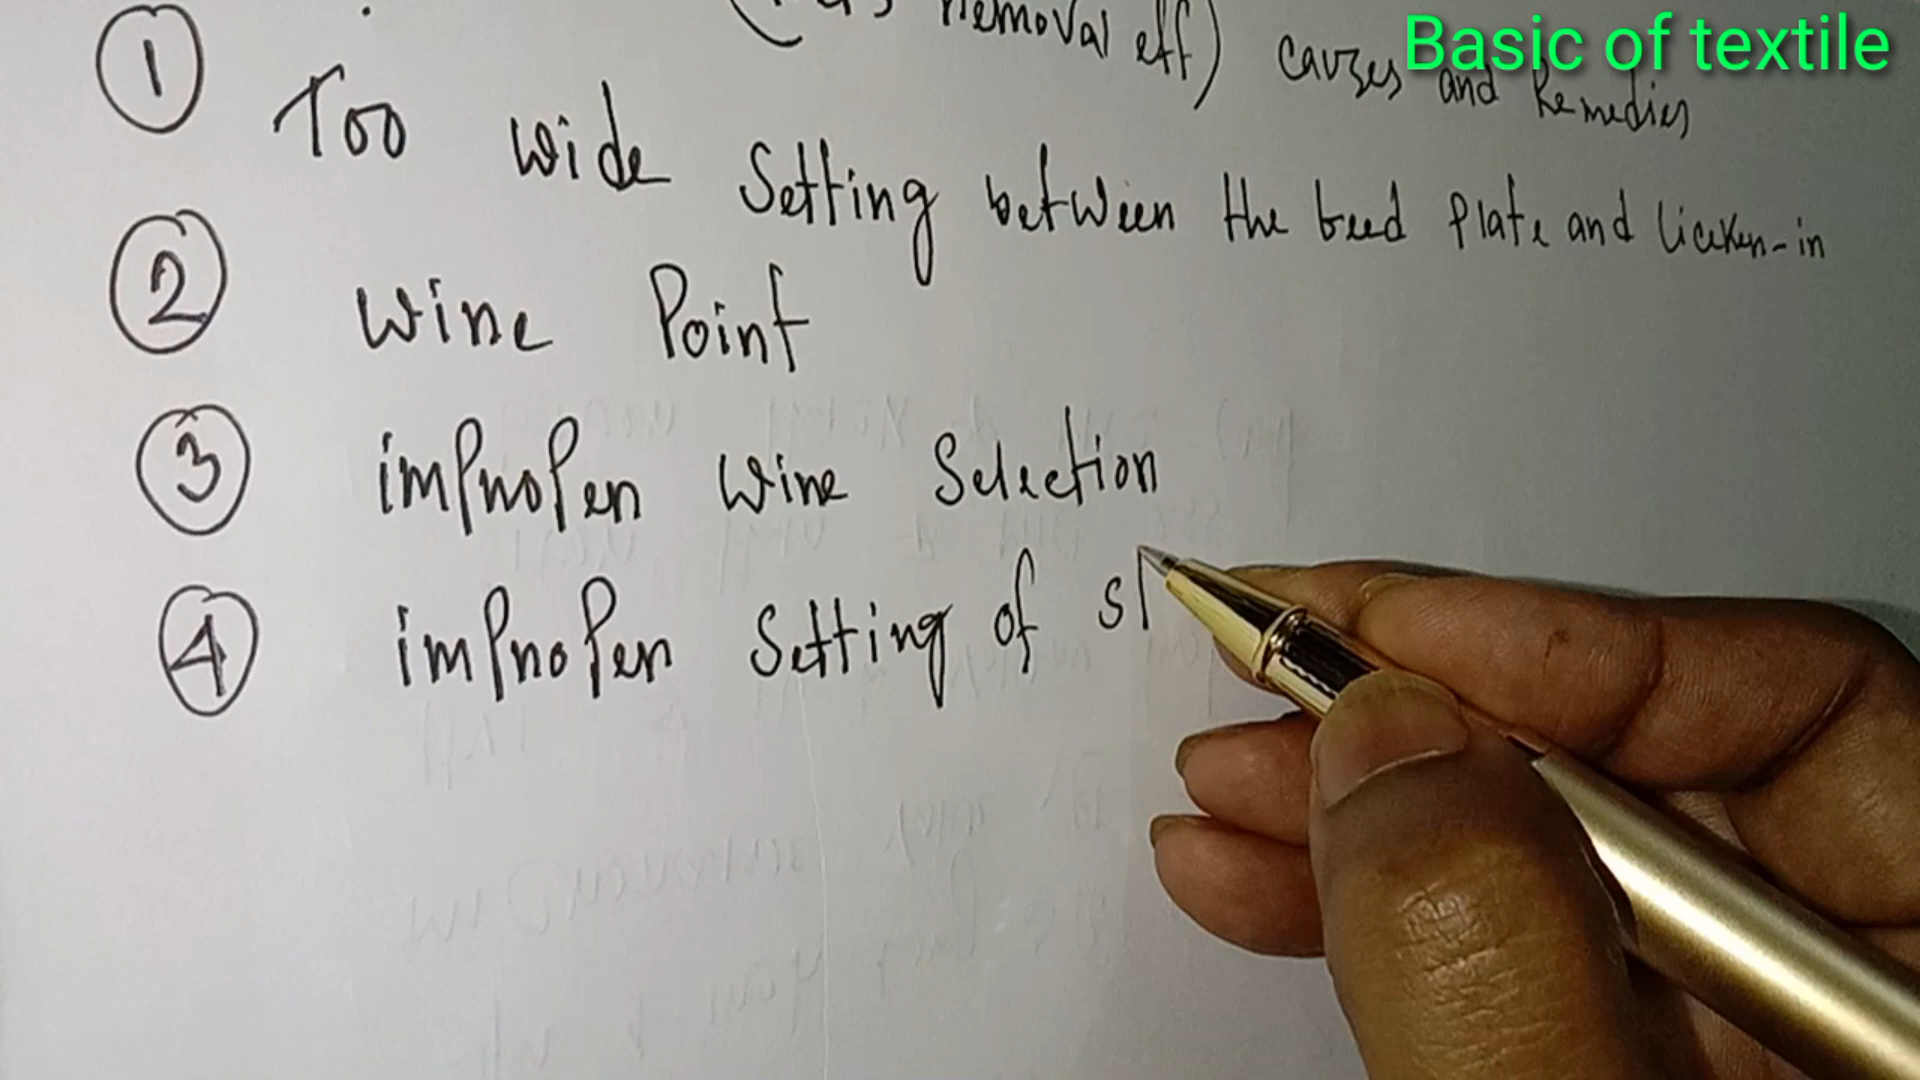 Basic of textile
Removal eff) causes and Remedies
1 Too wide Setting between the feed plate and licker-in
2 Wire Point
3 improper wire Selection
4 improper Setting of sl